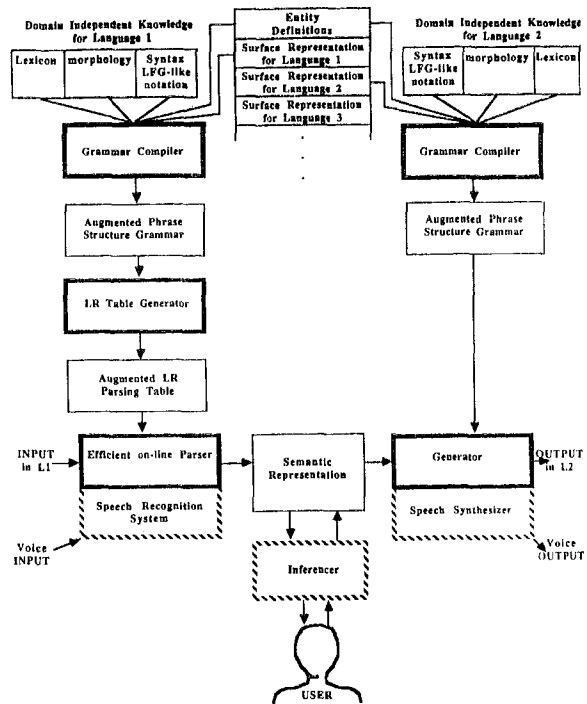 Domain Independent Knowledge
for Language 1
Lexicon
morphology
Syntax
LFG-like
notation
Entity
Definitions
Surface Representation
for Language 1
Surface Representation
for Language 2
Surface Representation
for Language 3
Domain Independent Knowledge
for Language 2
Syntax
LFG-like
notation
morphology
Lexicon
Grammar Compiler
Grammar Compiler
Augmented Phrase
Structure Grammar
Augmented Phrase
Structure Grammar
LR Table Generator
Augmented LR
Parsing Table
INPUT
in L1
Efficient on-line Parser
Speech Recognition
System
Voice
INPUT
Semantic
Representation
Generator
Speech Synthesizer
OUTPUT
in L2
Voice
OUTPUT
Inferencer
USER